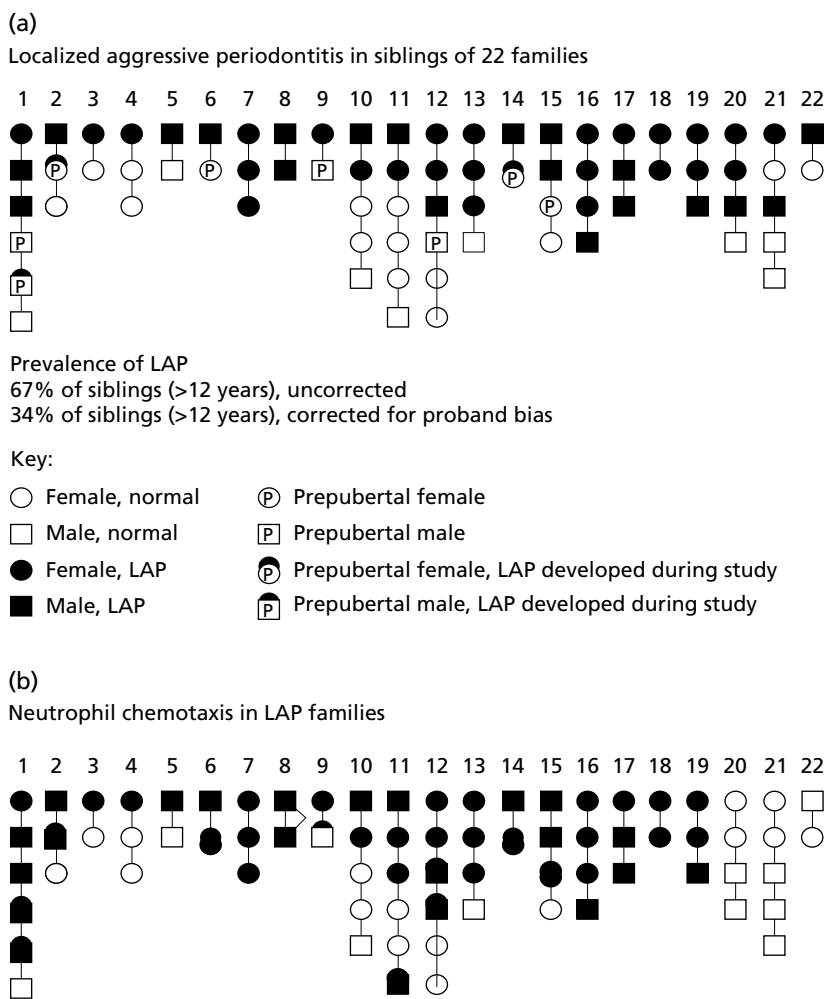 (a)
Localized aggressive periodontitis in siblings of 22 families
1 2 3 4 5 6 7 8 9 10 11 12 13 14 15 16 17 18 19 20 21 22
P P P P
P P
P P
P
Prevalence of LAP
67% of siblings (>12 years), uncorrected
34% of siblings (>12 years), corrected for proband bias
Key:
Female, normal P Prepubertal female
Male, normal P Prepubertal male
Female, LAP P Prepubertal female, LAP developed during study
Male, LAP P Prepubertal male, LAP developed during study
(b)
Neutrophil chemotaxis in LAP families
1 2 3 4 5 6 7 8 9 10 11 12 13 14 15 16 17 18 19 20 21 22